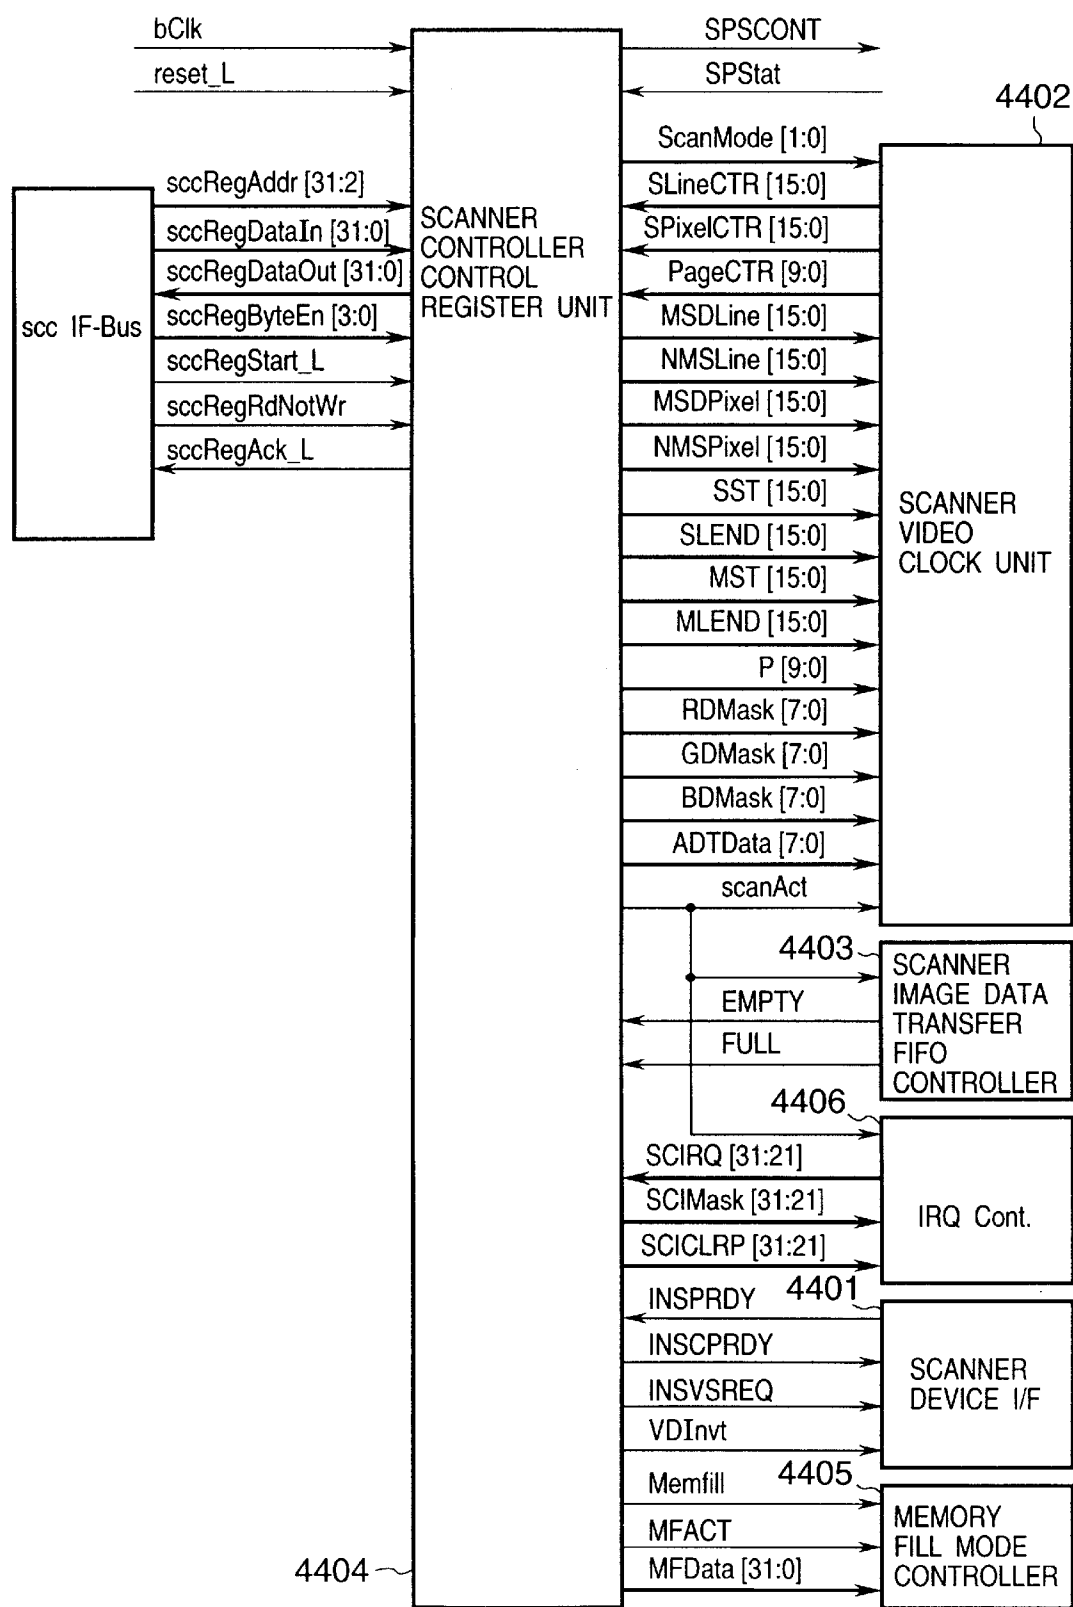 bClk
reset_L
scc IF-Bus
sccRegAddr [31:2]
sccRegDataIn [31:0]
sccRegDataOut [31:0]
sccRegByteEn [3:0]
sccRegStart_L
sccRegRdNotWr
sccRegAck_L
SCANNER
CONTROLLER
CONTROL
REGISTER UNIT
4404
SPSCONT
SPStat
ScanMode [1:0]
SLineCTR [15:0]
SPixelCTR [15:0]
PageCTR [9:0]
MSDLine [15:0]
NMSLine [15:0]
MSDPixel [15:0]
NMSPixel [15:0]
SST [15:0]
SLEND [15:0]
MST [15:0]
MLEND [15:0]
P [9:0]
RDMask [7:0]
GDMask [7:0]
BDMask [7:0]
ADTData [7:0]
scanAct
4402
SCANNER
VIDEO
CLOCK UNIT
EMPTY
FULL
4403
SCANNER
IMAGE DATA
TRANSFER
FIFO
CONTROLLER
4406
SCIRQ [31:21]
SCIMask [31:21]
SCICLRP [31:21]
IRQ Cont.
4401
INSPRDY
INSCPRDY
INSVSREQ
VDInvt
SCANNER
DEVICE I/F
4405
Memfill
MFACT
MFData [31:0]
MEMORY
FILL MODE
CONTROLLER